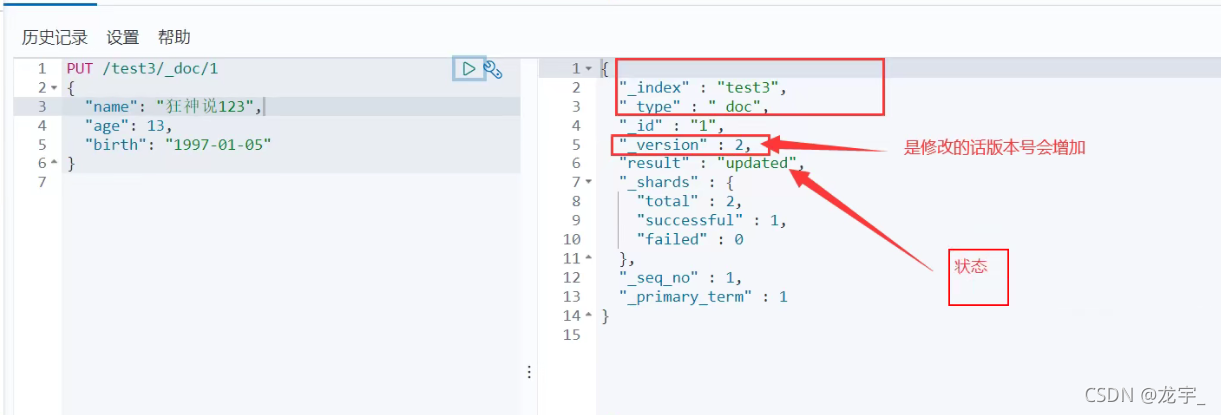 历史记录 设置 帮助
1 PUT /test3/_doc/1
2 {
3 "name": "狂神说123",
4 "age": 13,
5 "birth": "1997-01-05"
6 }
7
1 {
2 "_index" : "test3",
3 "_type" : "_doc",
4 "_id" : "1",
5 "_version" : 2,
6 "result" : "updated",
7 "_shards" : {
8 "total" : 2,
9 "successful" : 1,
10 "failed" : 0
11 },
12 "_seq_no" : 1,
13 "_primary_term" : 1
14 }
15
是修改的话版本号会增加
状态
CSDN @龙宇_